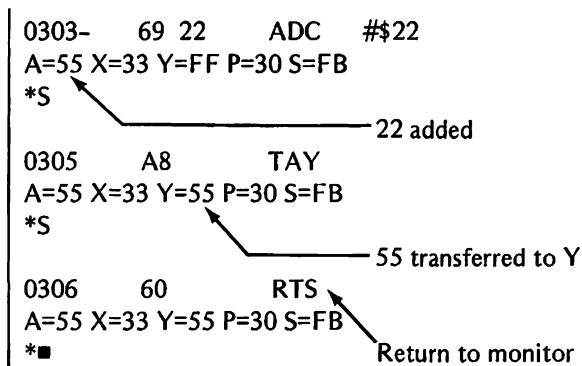 0303- 69 22 ADC #$22
A=55 X=33 Y=FF P=30 S=FB
*S
22 added
0305 A8 TAY
A=55 X=33 Y=55 P=30 S=FB
*S
55 transferred to Y
0306 60 RTS
A=55 X=33 Y=55 P=30 S=FB
*■
Return to monitor